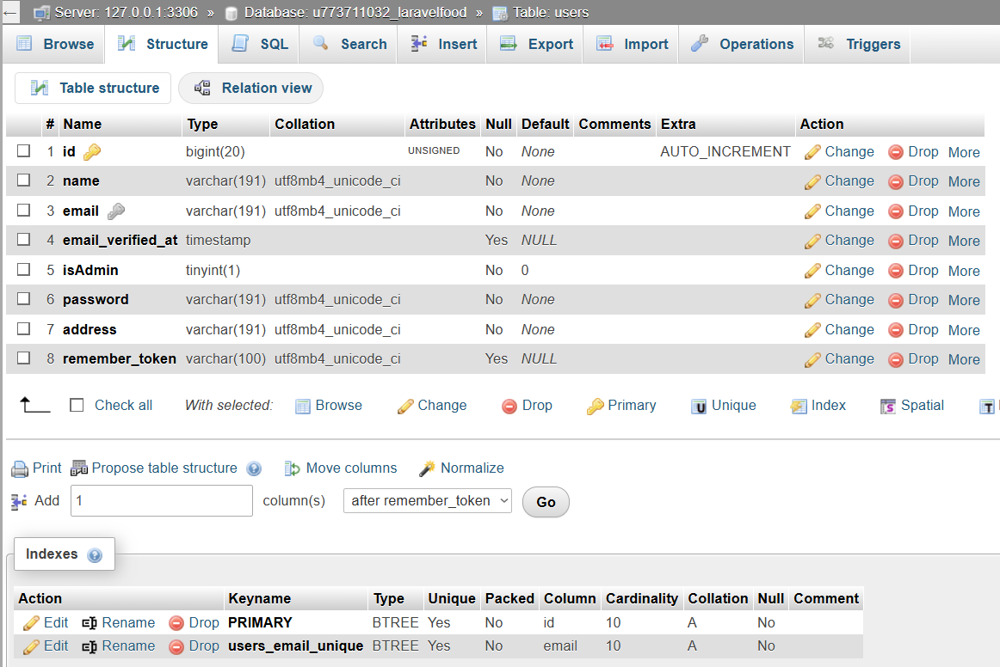 Server: 127.0.0.1:3306 » Database: u773711032_laravelfood » Table: users
Browse Structure SQL Search Insert Export Import Operations Triggers
Table structure Relation view
# Name Type Collation Attributes Null Default Comments Extra Action
1 id bigint(20) UNSIGNED No None AUTO_INCREMENT Change Drop More
2 name varchar(191) utf8mb4_unicode_ci No None Change Drop More
3 email varchar(191) utf8mb4_unicode_ci No None Change Drop More
4 email_verified_at timestamp Yes NULL Change Drop More
5 isAdmin tinyint(1) No 0 Change Drop More
6 password varchar(191) utf8mb4_unicode_ci No None Change Drop More
7 address varchar(191) utf8mb4_unicode_ci No None Change Drop More
8 remember_token varchar(100) utf8mb4_unicode_ci Yes NULL Change Drop More
Check all With selected: Browse Change Drop Primary U Unique Index S Spatial T
Print Propose table structure Move columns Normalize
Add 1 column(s) after remember_token Go
Indexes
Action Keyname Type Unique Packed Column Cardinality Collation Null Comment
Edit Rename Drop PRIMARY BTREE Yes No id 10 A No
Edit Rename Drop users_email_unique BTREE Yes No email 10 A No